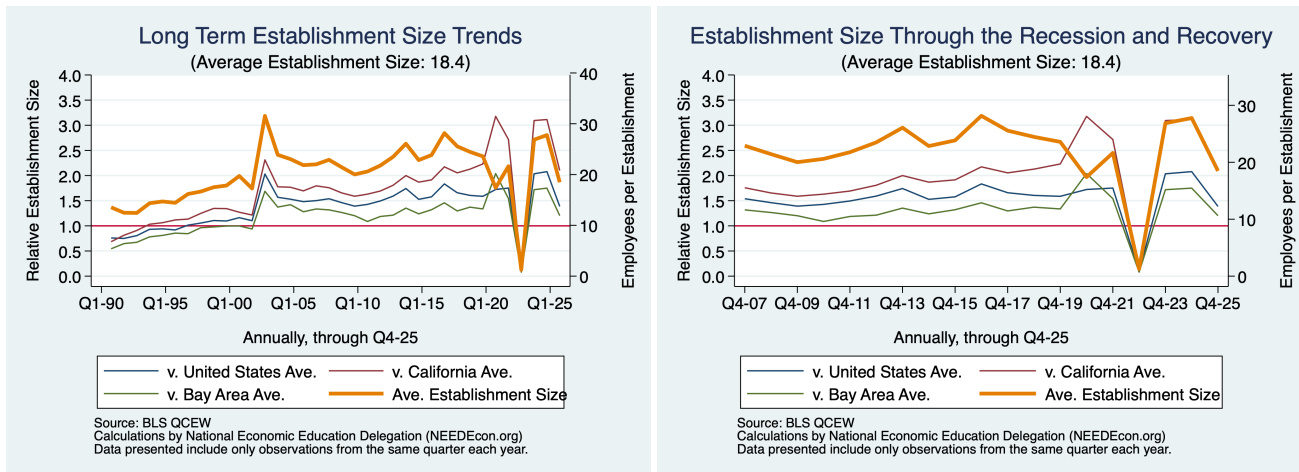 Long Term Establishment Size Trends
(Average Establishment Size: 18.4)
Relative Establishment Size
4.0
3.5
3.0
2.5
2.0
1.5
1.0
0.5
0.0
40
30
20
10
0
Employees per Establishment
Q1-90 Q1-95 Q1-00 Q1-05 Q1-10 Q1-15 Q1-20 Q1-25
Annually, through Q4-25
v. United States Ave. v. California Ave.
v. Bay Area Ave. Ave. Establishment Size
Source: BLS QCEW
Calculations by National Economic Education Delegation (NEEDEcon.org)
Data presented include only observations from the same quarter each year.
Establishment Size Through the Recession and Recovery
(Average Establishment Size: 18.4)
Relative Establishment Size
4.0
3.5
3.0
2.5
2.0
1.5
1.0
0.5
0.0
30
20
10
0
Employees per Establishment
Q4-07 Q4-09 Q4-11 Q4-13 Q4-15 Q4-17 Q4-19 Q4-21 Q4-23 Q4-25
Annually, through Q4-25
v. United States Ave. v. California Ave.
v. Bay Area Ave. Ave. Establishment Size
Source: BLS QCEW
Calculations by National Economic Education Delegation (NEEDEcon.org)
Data presented include only observations from the same quarter each year.